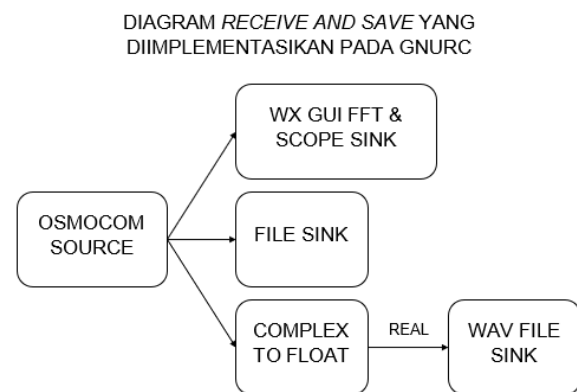 DIAGRAM RECEIVE AND SAVE YANG
DIIMPLEMENTASIKAN PADA GNURC
WX GUI FFT &
SCOPE SINK
OSMOCOM
SOURCE
FILE SINK
COMPLEX
TO FLOAT
REAL
WAV FILE
SINK